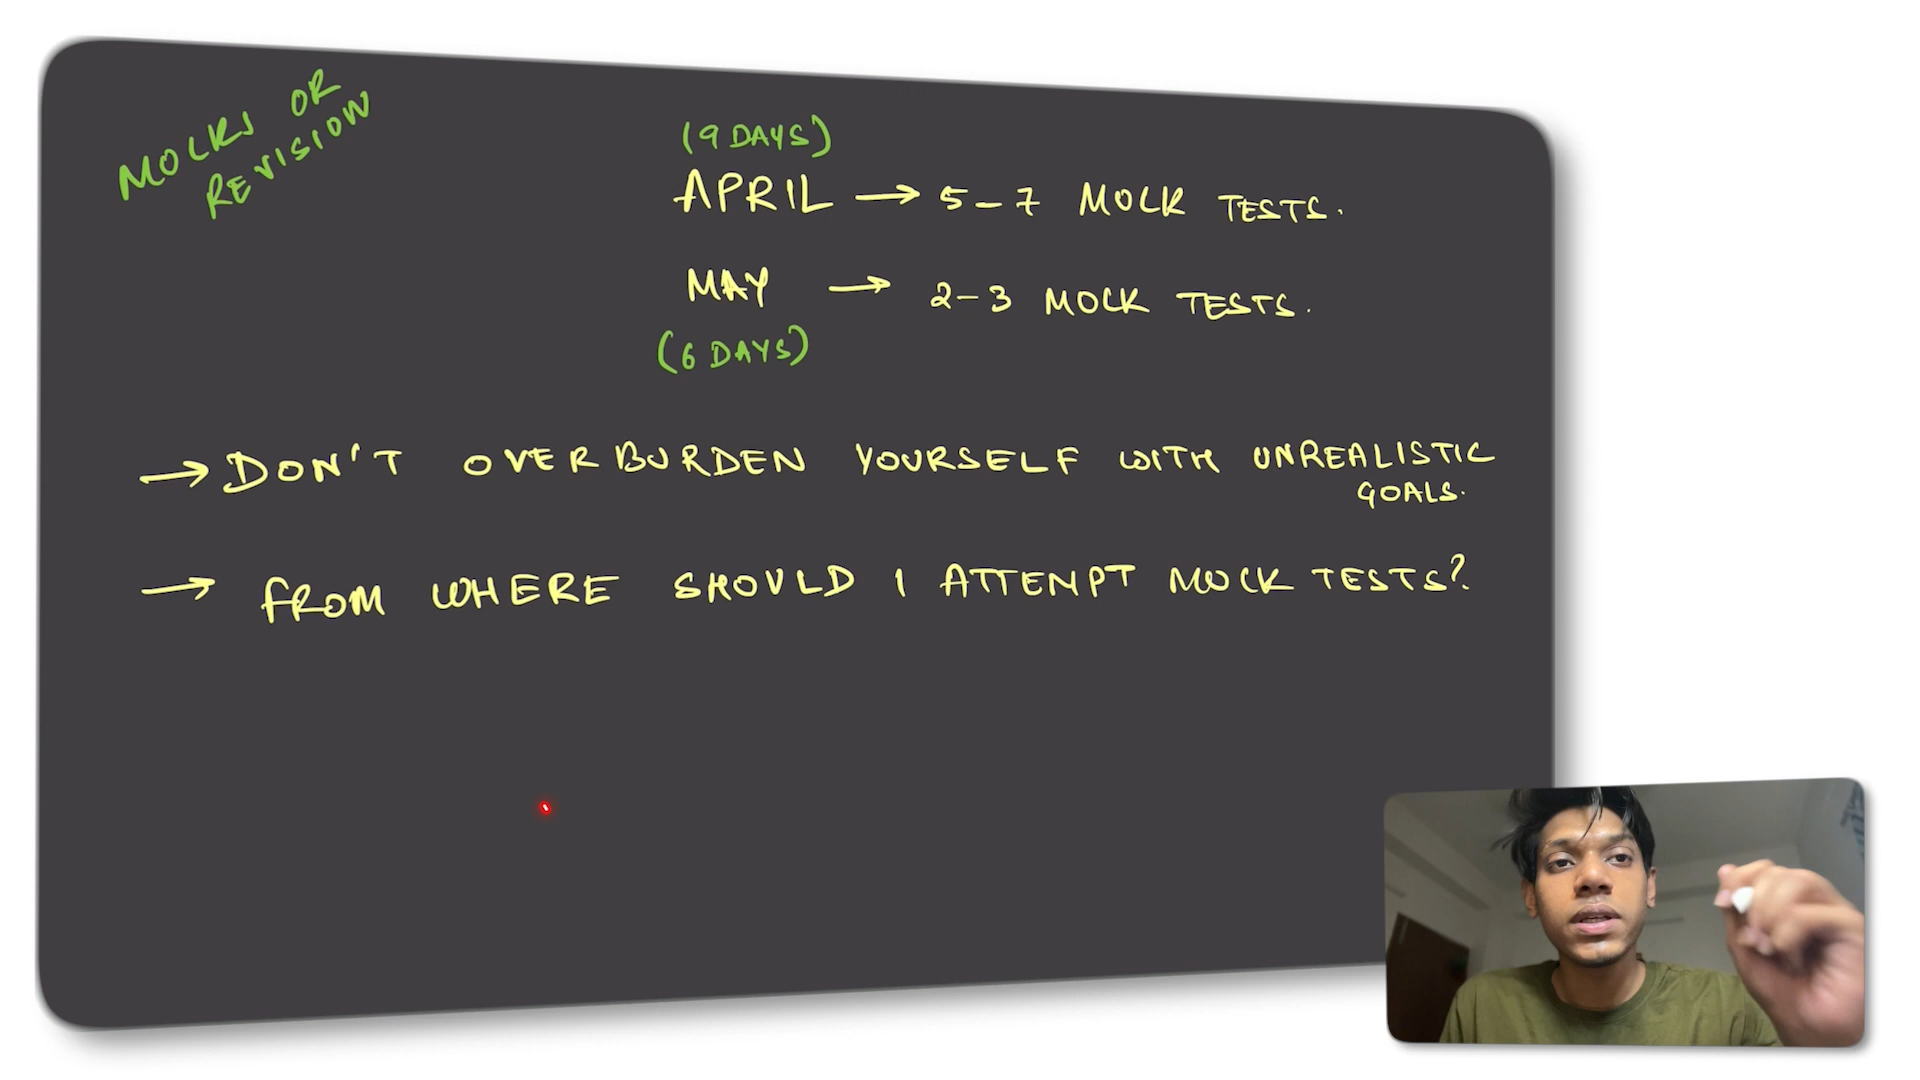 MOCKS OR
REVISION
(9 DAYS)
APRIL → 5-7 MOCK TESTS.
MAY → 2-3 MOCK TESTS.
(6 DAYS)
→ DON'T OVERBURDEN YOURSELF WITH UNREALISTIC
GOALS.
→ FROM WHERE SHOULD I ATTEMPT MOCK TESTS?